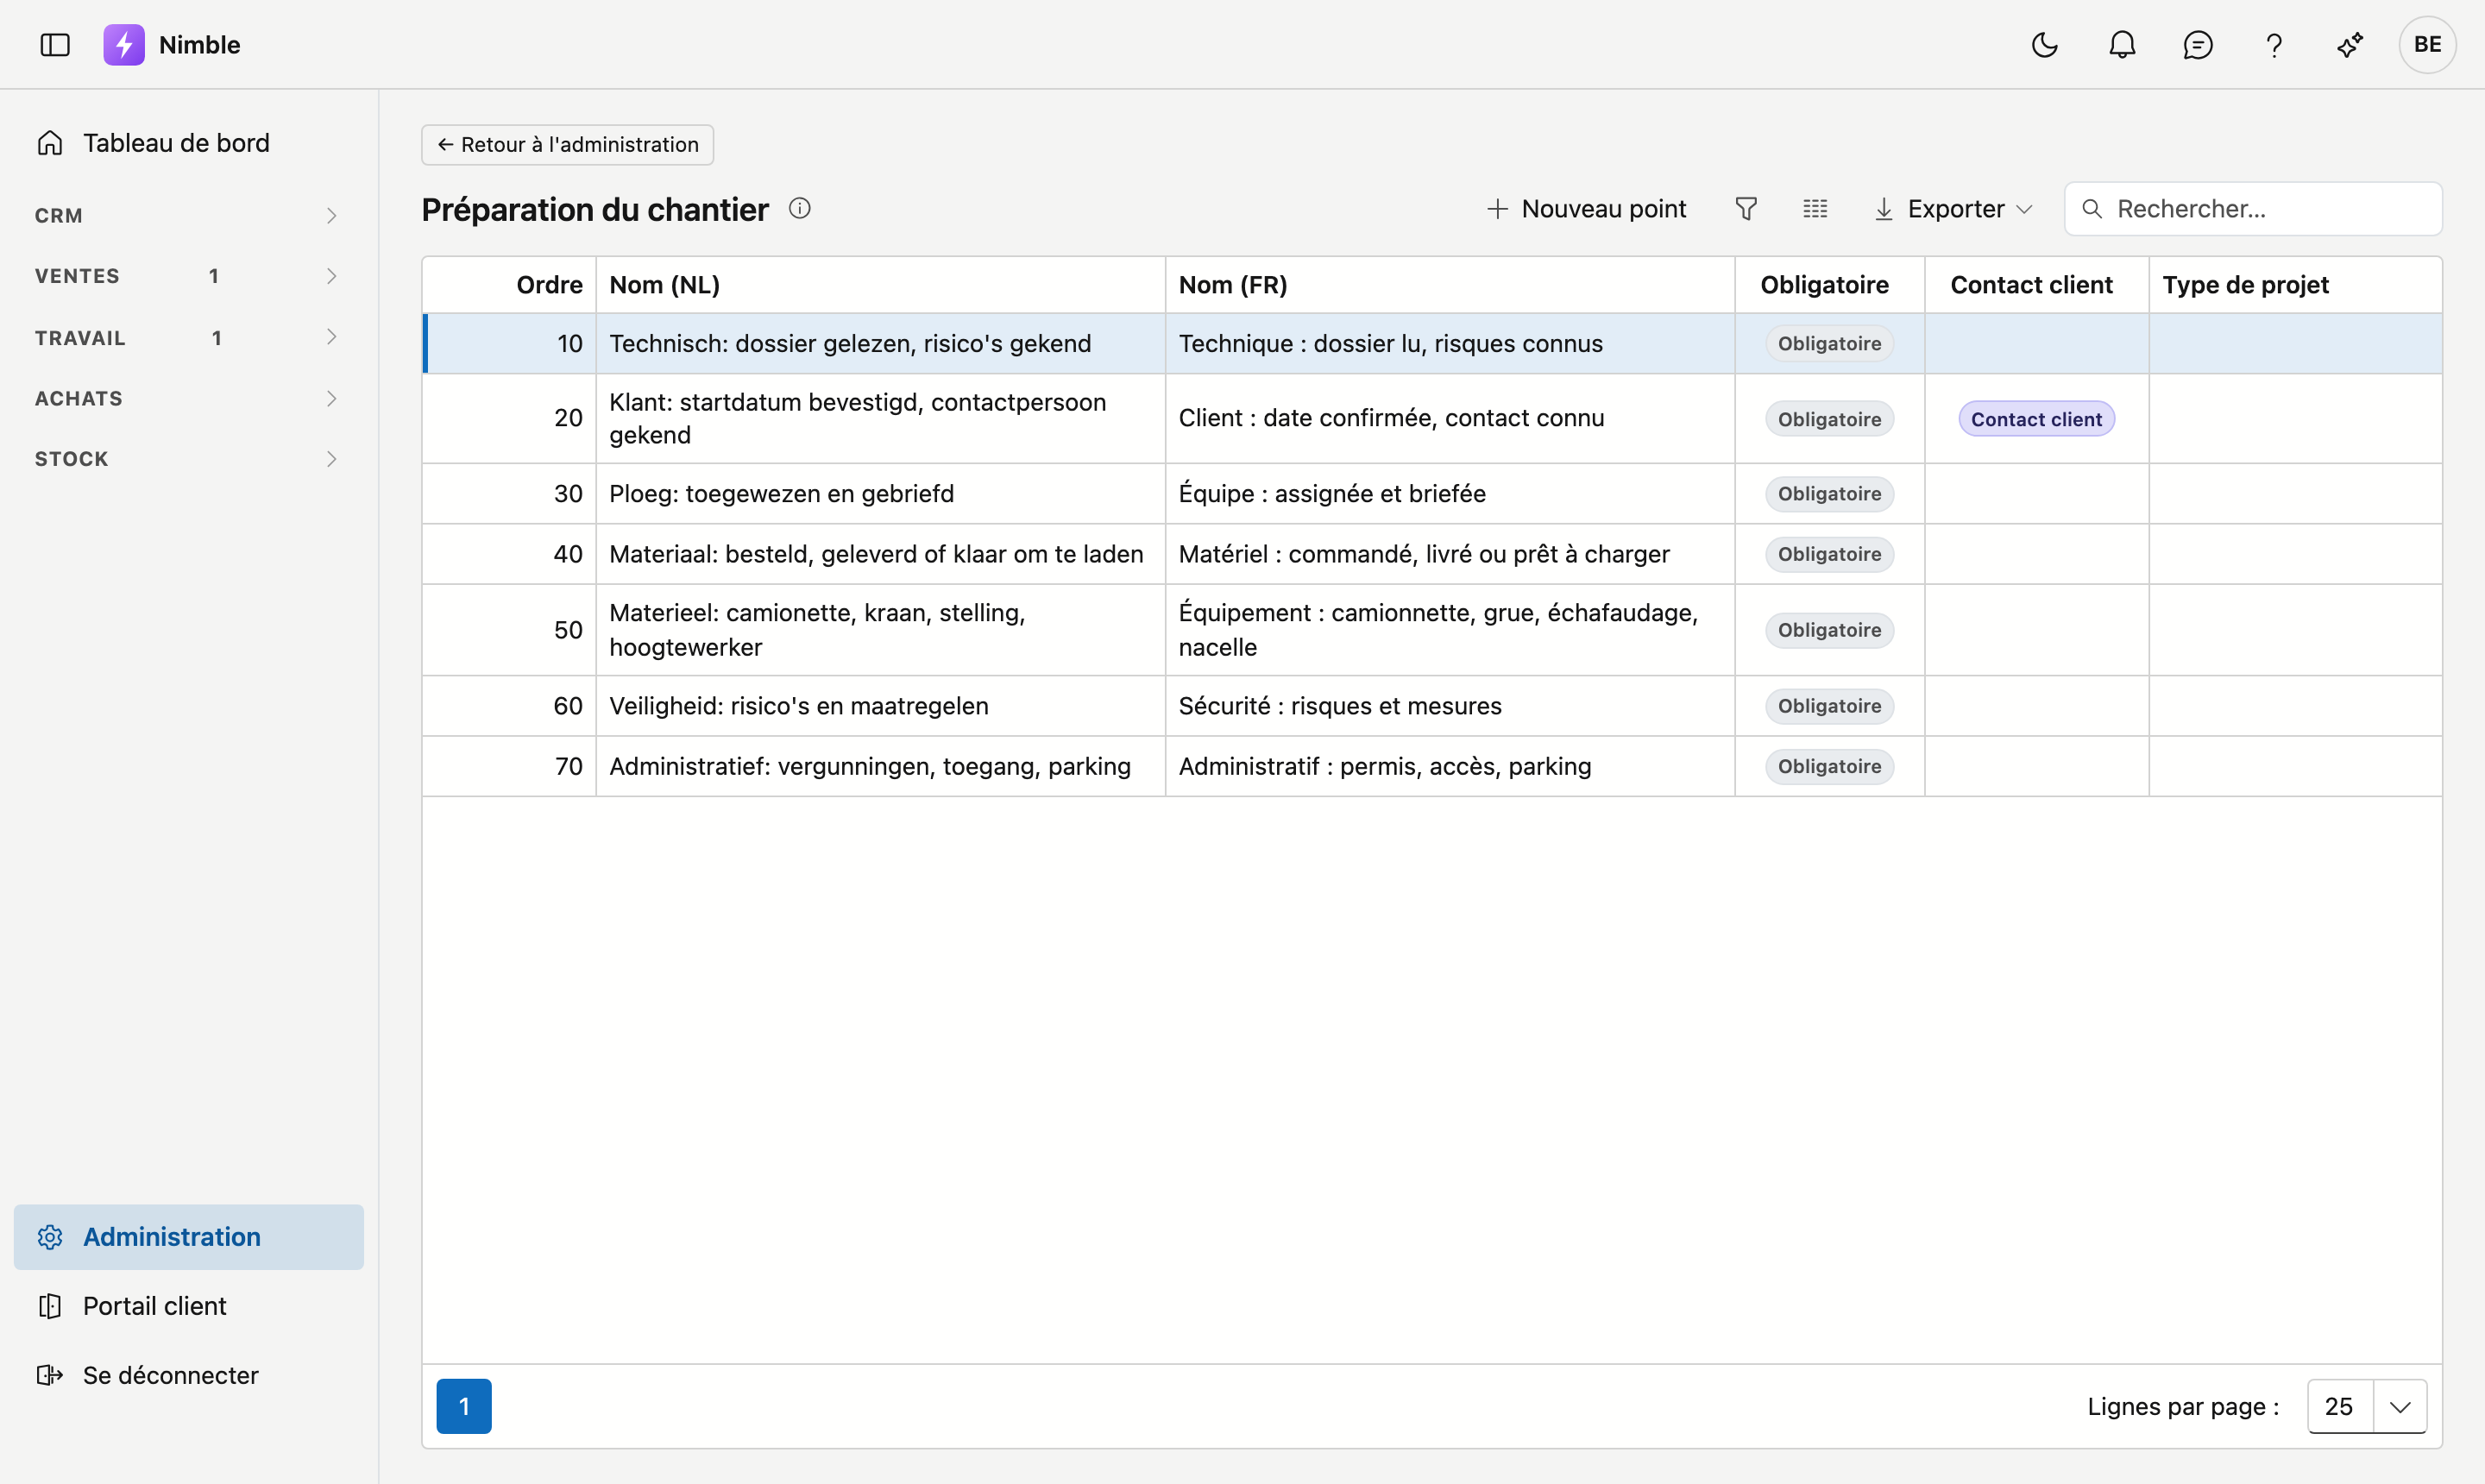 Nimble
BE
Tableau de bord
CRM
VENTES 1
TRAVAIL 1
ACHATS
STOCK
Administration
Portail client
Se déconnecter
← Retour à l'administration
Préparation du chantier
+ Nouveau point
Exporter
Rechercher...
Ordre Nom (NL) Nom (FR) Obligatoire Contact client Type de projet
10 Technisch: dossier gelezen, risico's gekend Technique : dossier lu, risques connus Obligatoire
20 Klant: startdatum bevestigd, contactpersoon
gekend Client : date confirmée, contact connu Obligatoire Contact client
30 Ploeg: toegewezen en gebriefd Équipe : assignée et briefée Obligatoire
40 Materiaal: besteld, geleverd of klaar om te laden Matériel : commandé, livré ou prêt à charger Obligatoire
50 Materieel: camionette, kraan, stelling,
hoogtewerker Équipement : camionnette, grue, échafaudage,
nacelle Obligatoire
60 Veiligheid: risico's en maatregelen Sécurité : risques et mesures Obligatoire
70 Administratief: vergunningen, toegang, parking Administratif : permis, accès, parking Obligatoire
1
Lignes par page : 25